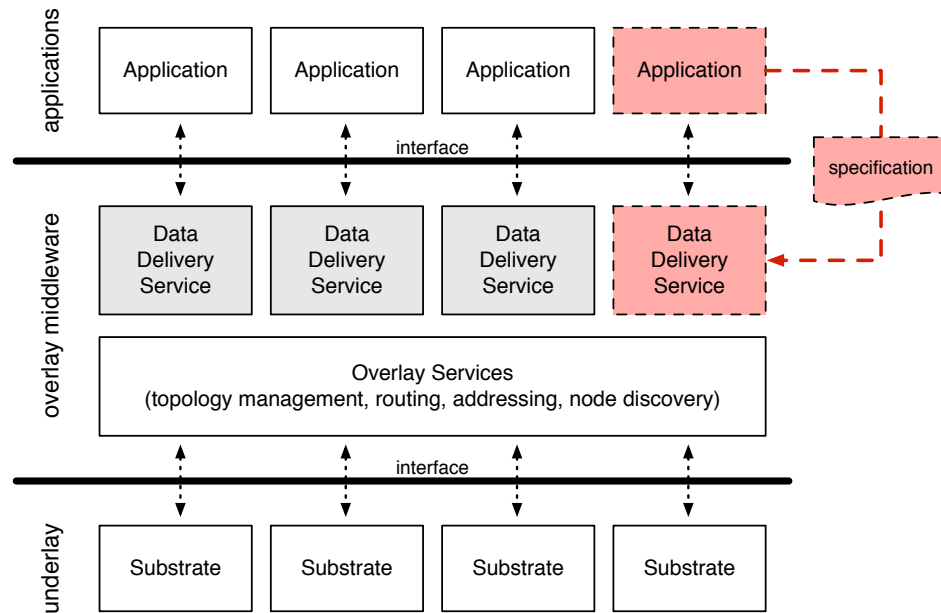 applications
Application
Application
Application
Application
interface
specification
overlay middleware
Data
Delivery
Service
Data
Delivery
Service
Data
Delivery
Service
Data
Delivery
Service
Overlay Services
(topology management, routing, addressing, node discovery)
interface
underlay
Substrate
Substrate
Substrate
Substrate